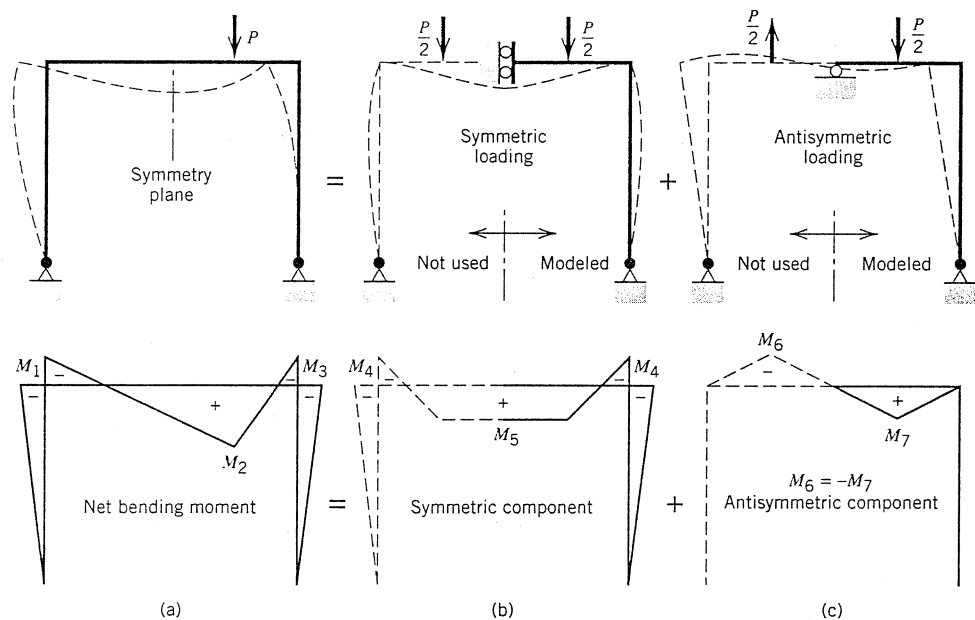 P
P/2
P/2
P/2
P/2
Symmetry
plane
=
Symmetric
loading
+
Antisymmetric
loading
Not used
Modeled
Not used
Modeled
M1
M3
M4
M4
M6
−
−
−
−
+
−
−
−
−
+
−
+
M2
M5
M7
Net bending moment
=
Symmetric component
+
M6 = −M7
Antisymmetric component
(a)
(b)
(c)